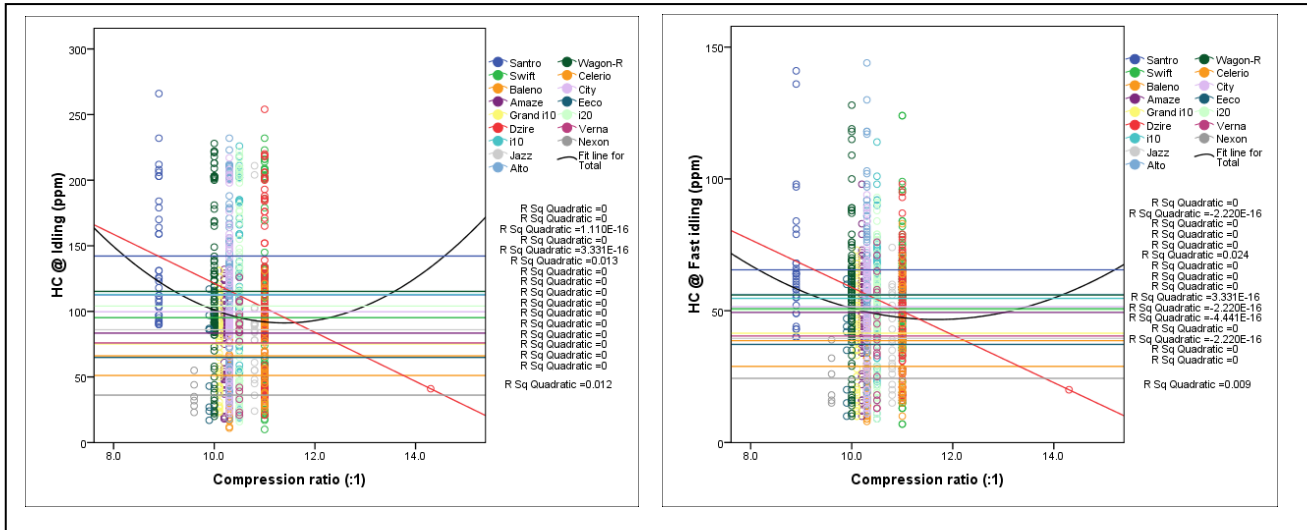 300
250
200
150
100
50
0
HC @ Idling (ppm)
8.0 10.0 12.0 14.0
Compression ratio (:1)
Santro Wagon-R
Swift Celerio
Baleno City
Amaze Eeco
Grand i10 i20
Dzire Verna
i10 Nexon
Jazz Fit line for
Alto Total
R Sq Quadratic =0
R Sq Quadratic =0
R Sq Quadratic =1.110E-16
R Sq Quadratic =0
R Sq Quadratic =3.331E-16
R Sq Quadratic =0.013
R Sq Quadratic =0
R Sq Quadratic =0
R Sq Quadratic =0
R Sq Quadratic =0
R Sq Quadratic =0
R Sq Quadratic =0
R Sq Quadratic =0
R Sq Quadratic =0
R Sq Quadratic =0
R Sq Quadratic =0
R Sq Quadratic =0.012
150
100
50
0
HC @ Fast idling (ppm)
8.0 10.0 12.0 14.0
Compression ratio (:1)
Santro Wagon-R
Swift Celerio
Baleno City
Amaze Eeco
Grand i10 i20
Dzire Verna
i10 Nexon
Jazz Fit line for
Alto Total
R Sq Quadratic =0
R Sq Quadratic =-2.220E-16
R Sq Quadratic =0
R Sq Quadratic =0
R Sq Quadratic =0
R Sq Quadratic =0.024
R Sq Quadratic =0
R Sq Quadratic =0
R Sq Quadratic =0
R Sq Quadratic =3.331E-16
R Sq Quadratic =-2.220E-16
R Sq Quadratic =-4.441E-16
R Sq Quadratic =0
R Sq Quadratic =-2.220E-16
R Sq Quadratic =0
R Sq Quadratic =0
R Sq Quadratic =0.009